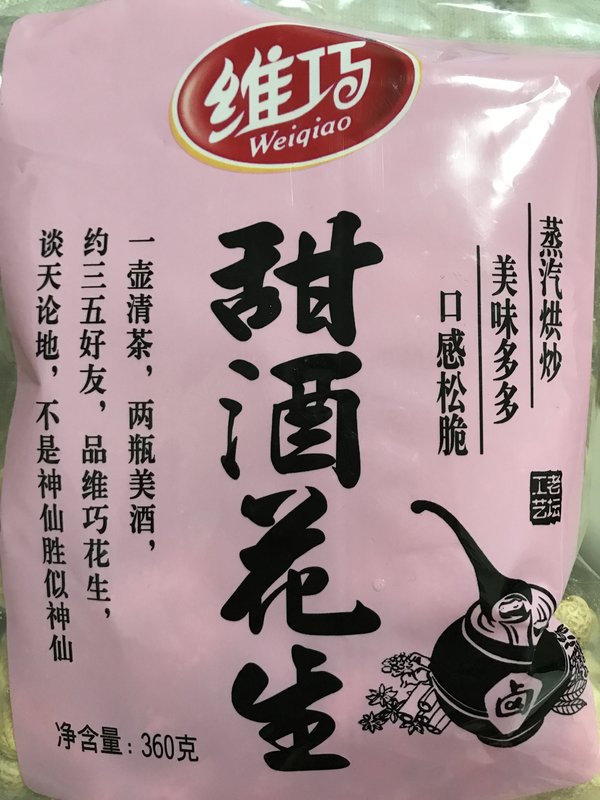 维巧
Weiqiao
蒸汽烘炒
美味多多
口感松脆
甜酒花生
一壶清茶，两瓶美酒，
约三五好友，品维巧花生，
谈天论地，不是神仙胜似神仙
老坛
工艺
卤
净含量：360克